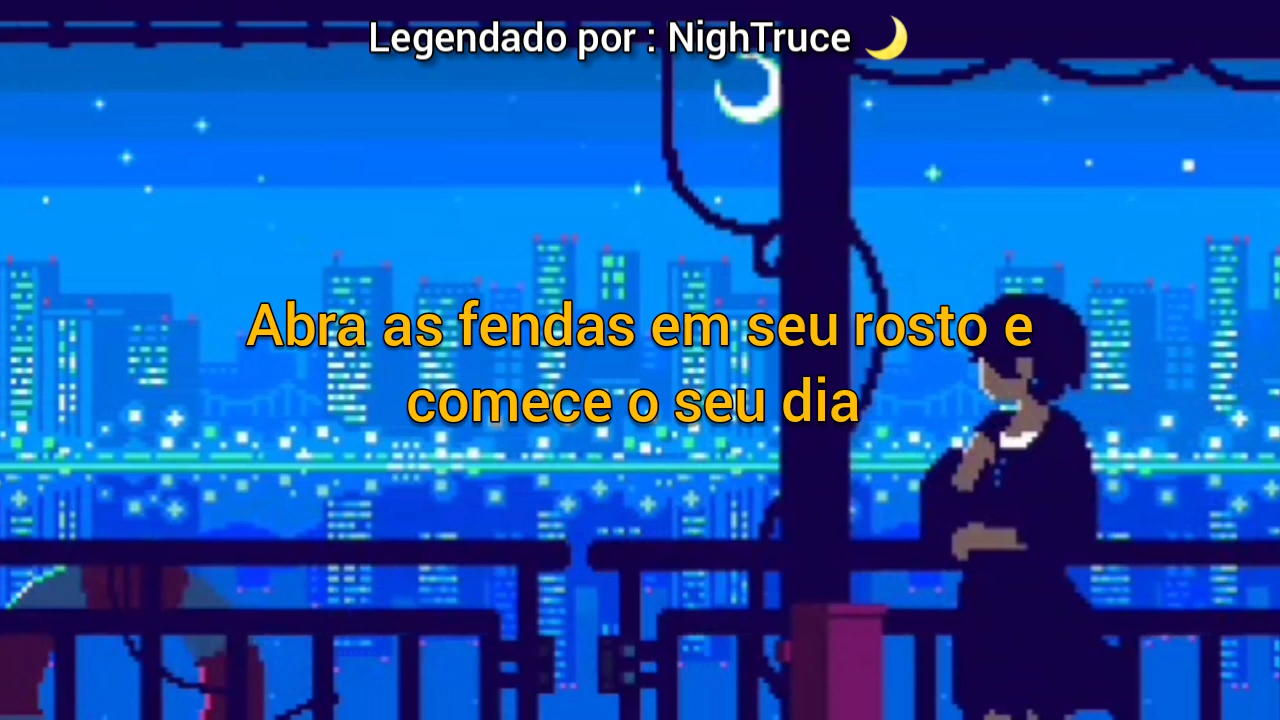 Legendado por : NighTruce 🌙
Abra as fendas em seu rosto e
comece o seu dia